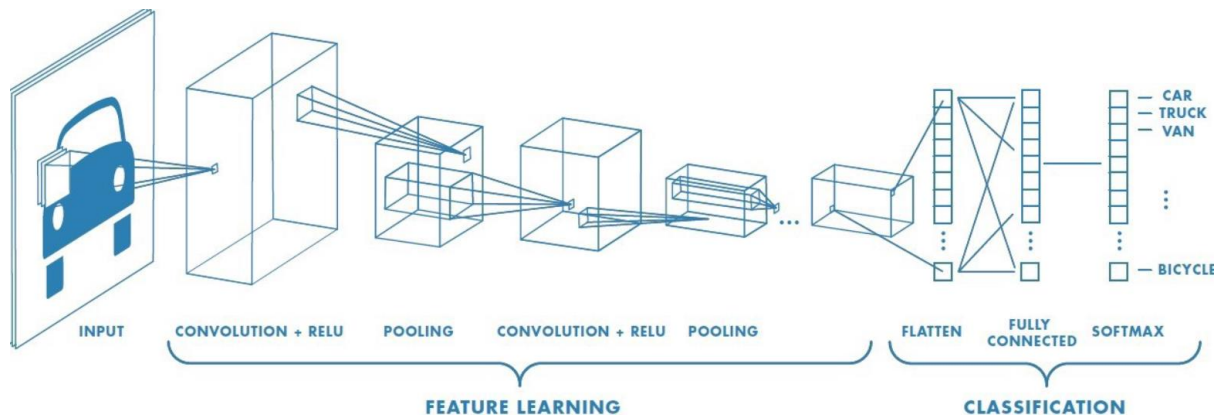 CAR
TRUCK
VAN
BICYCLE
INPUT
CONVOLUTION + RELU
POOLING
CONVOLUTION + RELU
POOLING
FLATTEN
FULLY
CONNECTED
SOFTMAX
FEATURE LEARNING
CLASSIFICATION